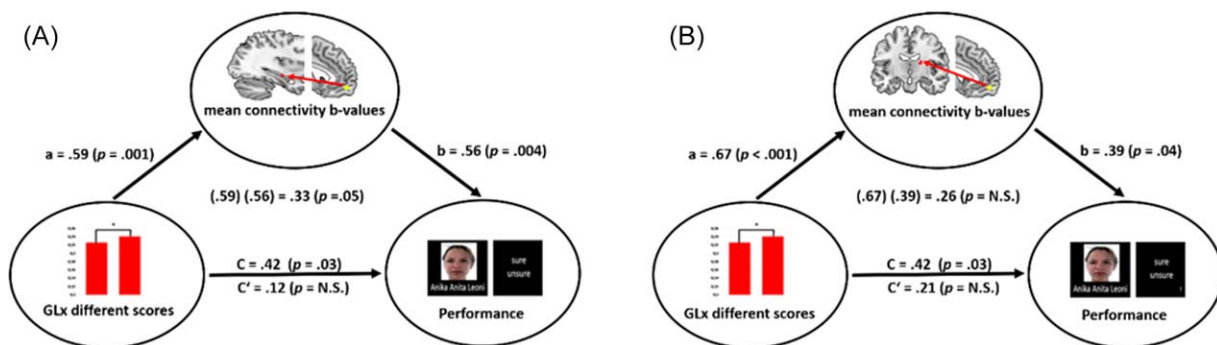 (A)
mean connectivity b-values
a = .59 (p = .001)
b = .56 (p = .004)
(.59) (.56) = .33 (p =.05)
C = .42 (p = .03)
C‘ = .12 (p = N.S.)
GLx different scores
Anika Anita Leoni
sure
unsure
Performance
(B)
mean connectivity b-values
a = .67 (p < .001)
b = .39 (p = .04)
(.67) (.39) = .26 (p = N.S.)
C = .42 (p = .03)
C‘ = .21 (p = N.S.)
GLx different scores
Anika Anita Leoni
sure
unsure
Performance